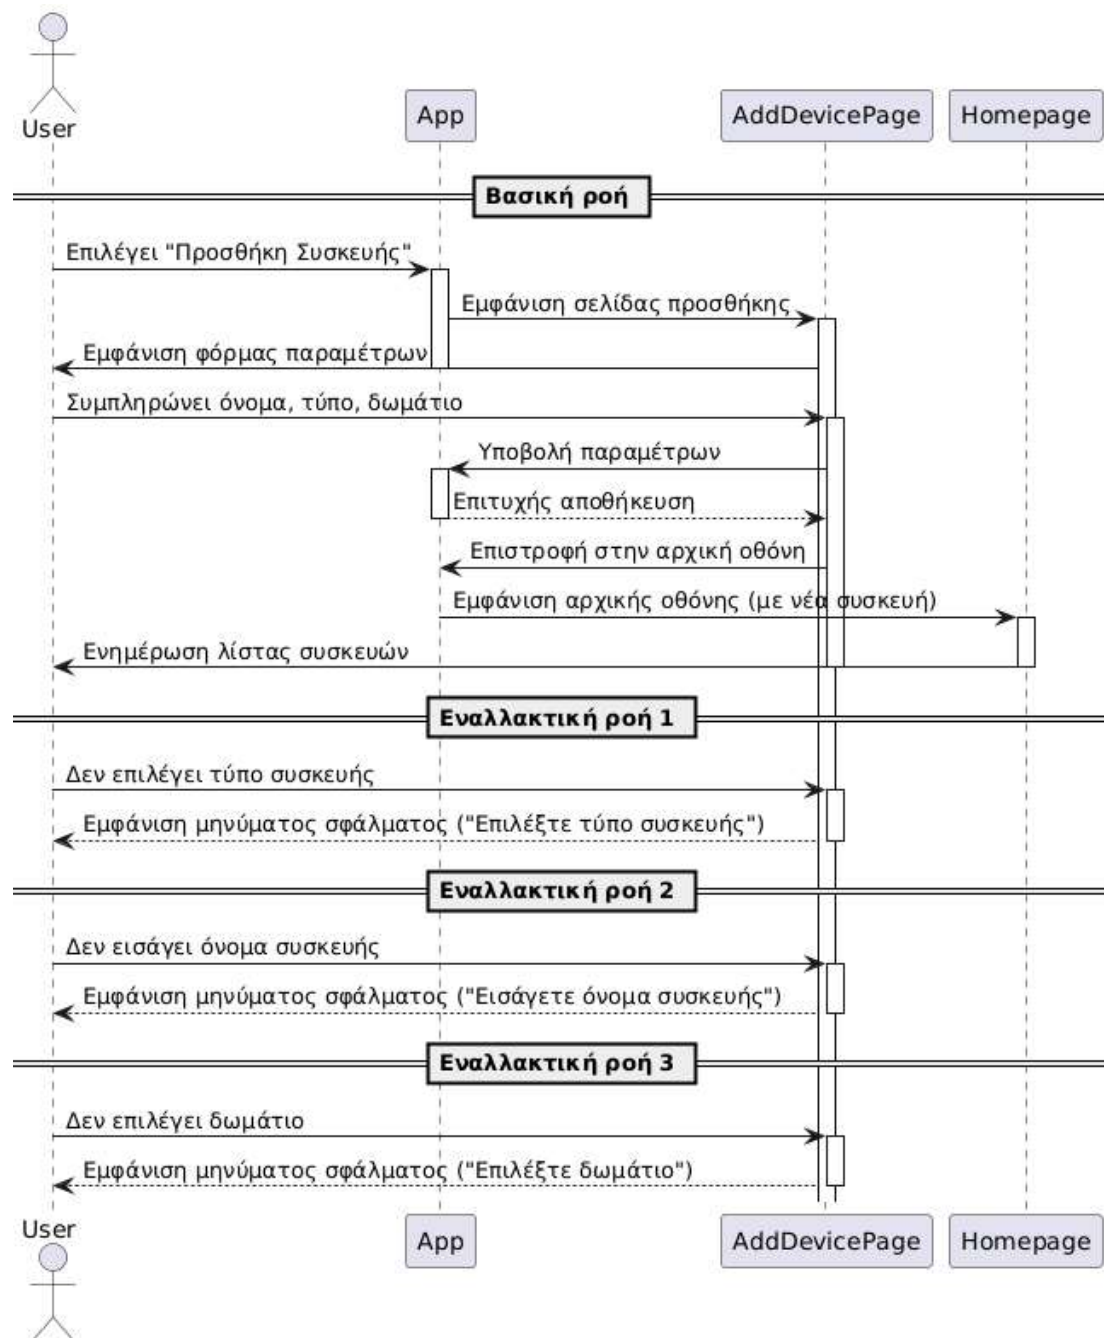 User
App
AddDevicePage
Homepage
Βασική ροή
Επιλέγει "Προσθήκη Συσκευής"
Εμφάνιση σελίδας προσθήκης
Εμφάνιση φόρμας παραμέτρων
Συμπληρώνει όνομα, τύπο, δωμάτιο
Υποβολή παραμέτρων
Επιτυχής αποθήκευση
Επιστροφή στην αρχική οθόνη
Εμφάνιση αρχικής οθόνης (με νέα συσκευή)
Ενημέρωση λίστας συσκευών
Εναλλακτική ροή 1
Δεν επιλέγει τύπο συσκευής
Εμφάνιση μηνύματος σφάλματος ("Επιλέξτε τύπο συσκευής")
Εναλλακτική ροή 2
Δεν εισάγει όνομα συσκευής
Εμφάνιση μηνύματος σφάλματος ("Εισάγετε όνομα συσκευής")
Εναλλακτική ροή 3
Δεν επιλέγει δωμάτιο
Εμφάνιση μηνύματος σφάλματος ("Επιλέξτε δωμάτιο")
User
App
AddDevicePage
Homepage